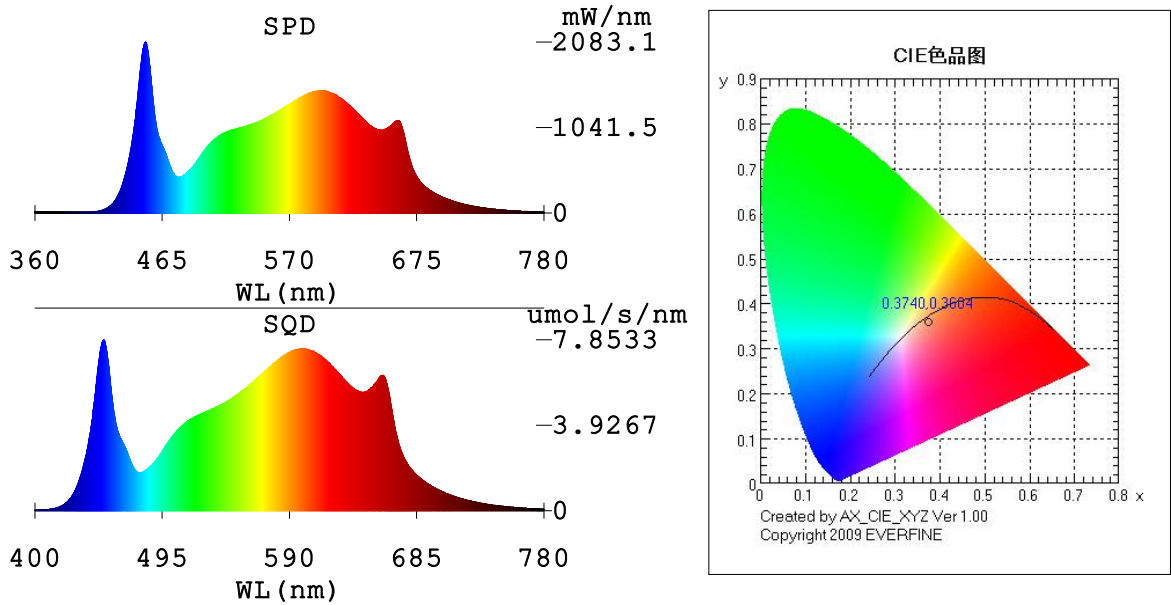 SPD
mW/nm
2083.1
1041.5
0
360 465 570 675 780
WL(nm)
SQD
umol/s/nm
7.8533
3.9267
0
400 495 590 685 780
WL(nm)
CIE色品图
y
0.9
0.8
0.7
0.6
0.5
0.4
0.3
0.2
0.1
0
0.3740,0.3604
0 0.1 0.2 0.3 0.4 0.5 0.6 0.7 0.8 x
Created by AX_CIE_XYZ Ver 1.00
Copyright 2009 EVERFINE